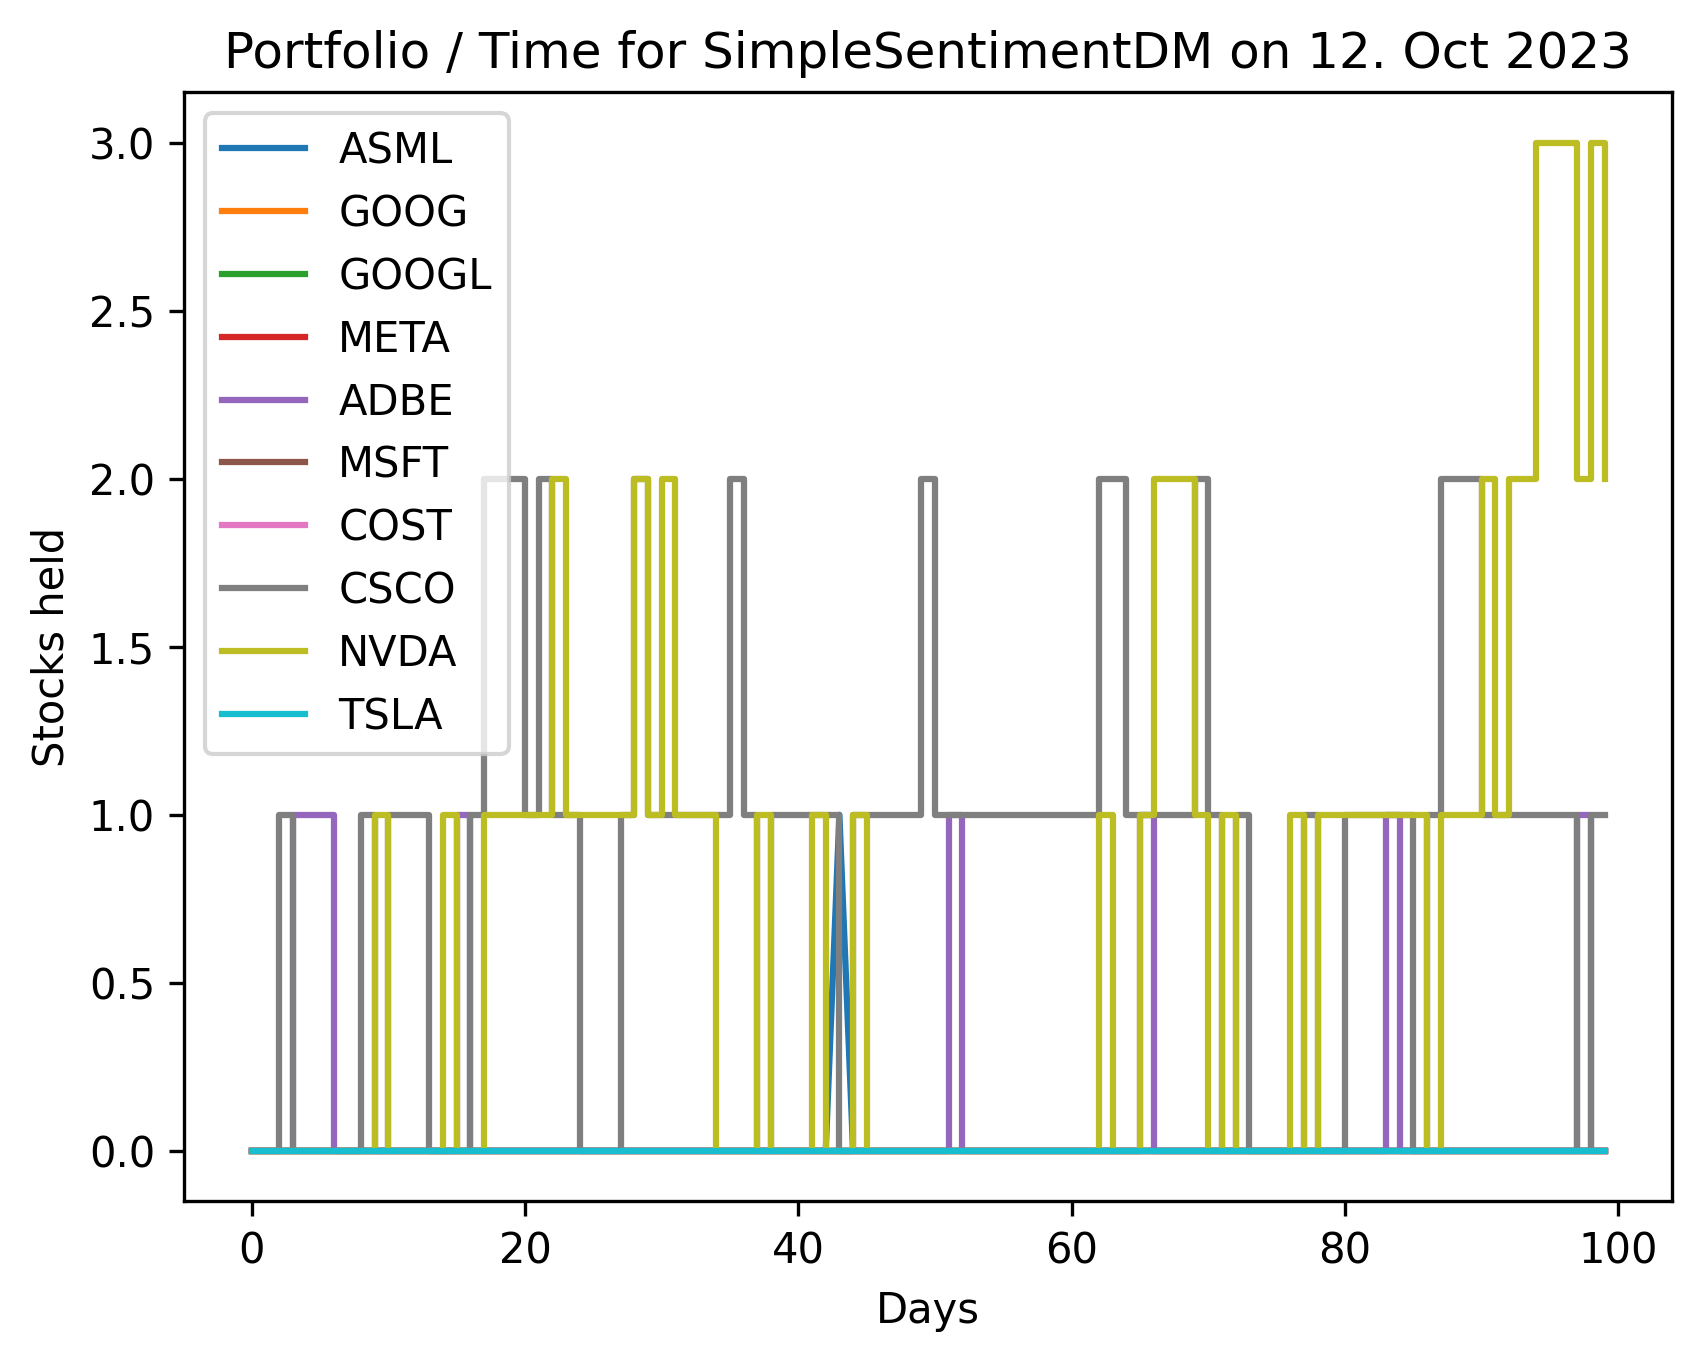 Portfolio / Time for SimpleSentimentDM on 12. Oct 2023
3.0
2.5
2.0
1.5
1.0
0.5
0.0
Stocks held
ASML
GOOG
GOOGL
META
ADBE
MSFT
COST
CSCO
NVDA
TSLA
0 20 40 60 80 100
Days